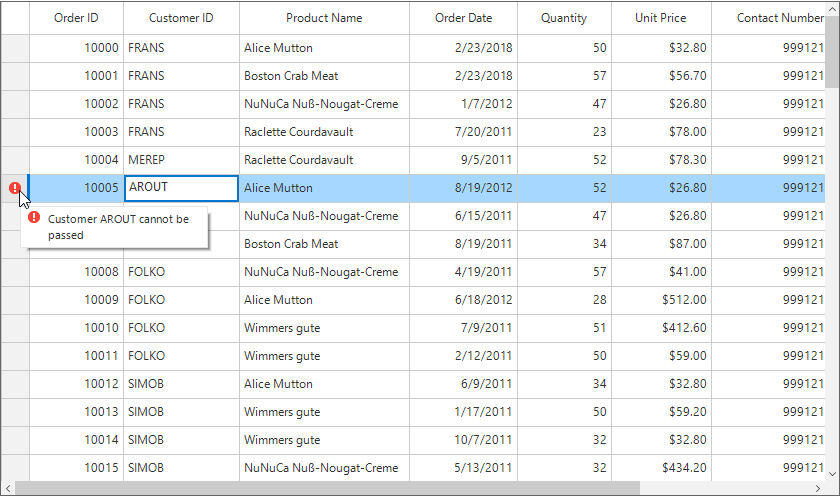 Order ID Customer ID Product Name Order Date Quantity Unit Price Contact Number
10000 FRANS Alice Mutton 2/23/2018 50 $32.80 999121
10001 FRANS Boston Crab Meat 2/23/2018 57 $56.70 999121
10002 FRANS NuNuCa Nuß-Nougat-Creme 1/7/2012 47 $26.80 999121
10003 FRANS Raclette Courdavault 7/20/2011 23 $78.00 999121
10004 MEREP Raclette Courdavault 9/5/2011 52 $78.30 999121
10005 AROUT Alice Mutton 8/19/2012 52 $26.80 999121
Customer AROUT cannot be
passed
NuNuCa Nuß-Nougat-Creme 6/15/2011 47 $26.80 999121
Boston Crab Meat 8/19/2011 34 $87.00 999121
10008 FOLKO NuNuCa Nuß-Nougat-Creme 4/19/2011 57 $41.00 999121
10009 FOLKO Alice Mutton 6/18/2012 28 $512.00 999121
10010 FOLKO Wimmers gute 7/9/2011 51 $412.60 999121
10011 FOLKO Wimmers gute 2/12/2011 50 $59.00 999121
10012 SIMOB Alice Mutton 6/9/2011 34 $32.80 999121
10013 SIMOB Wimmers gute 1/17/2011 50 $59.20 999121
10014 SIMOB Wimmers gute 10/7/2011 32 $32.80 999121
10015 SIMOB NuNuCa Nuß-Nougat-Creme 5/13/2011 32 $434.20 999121